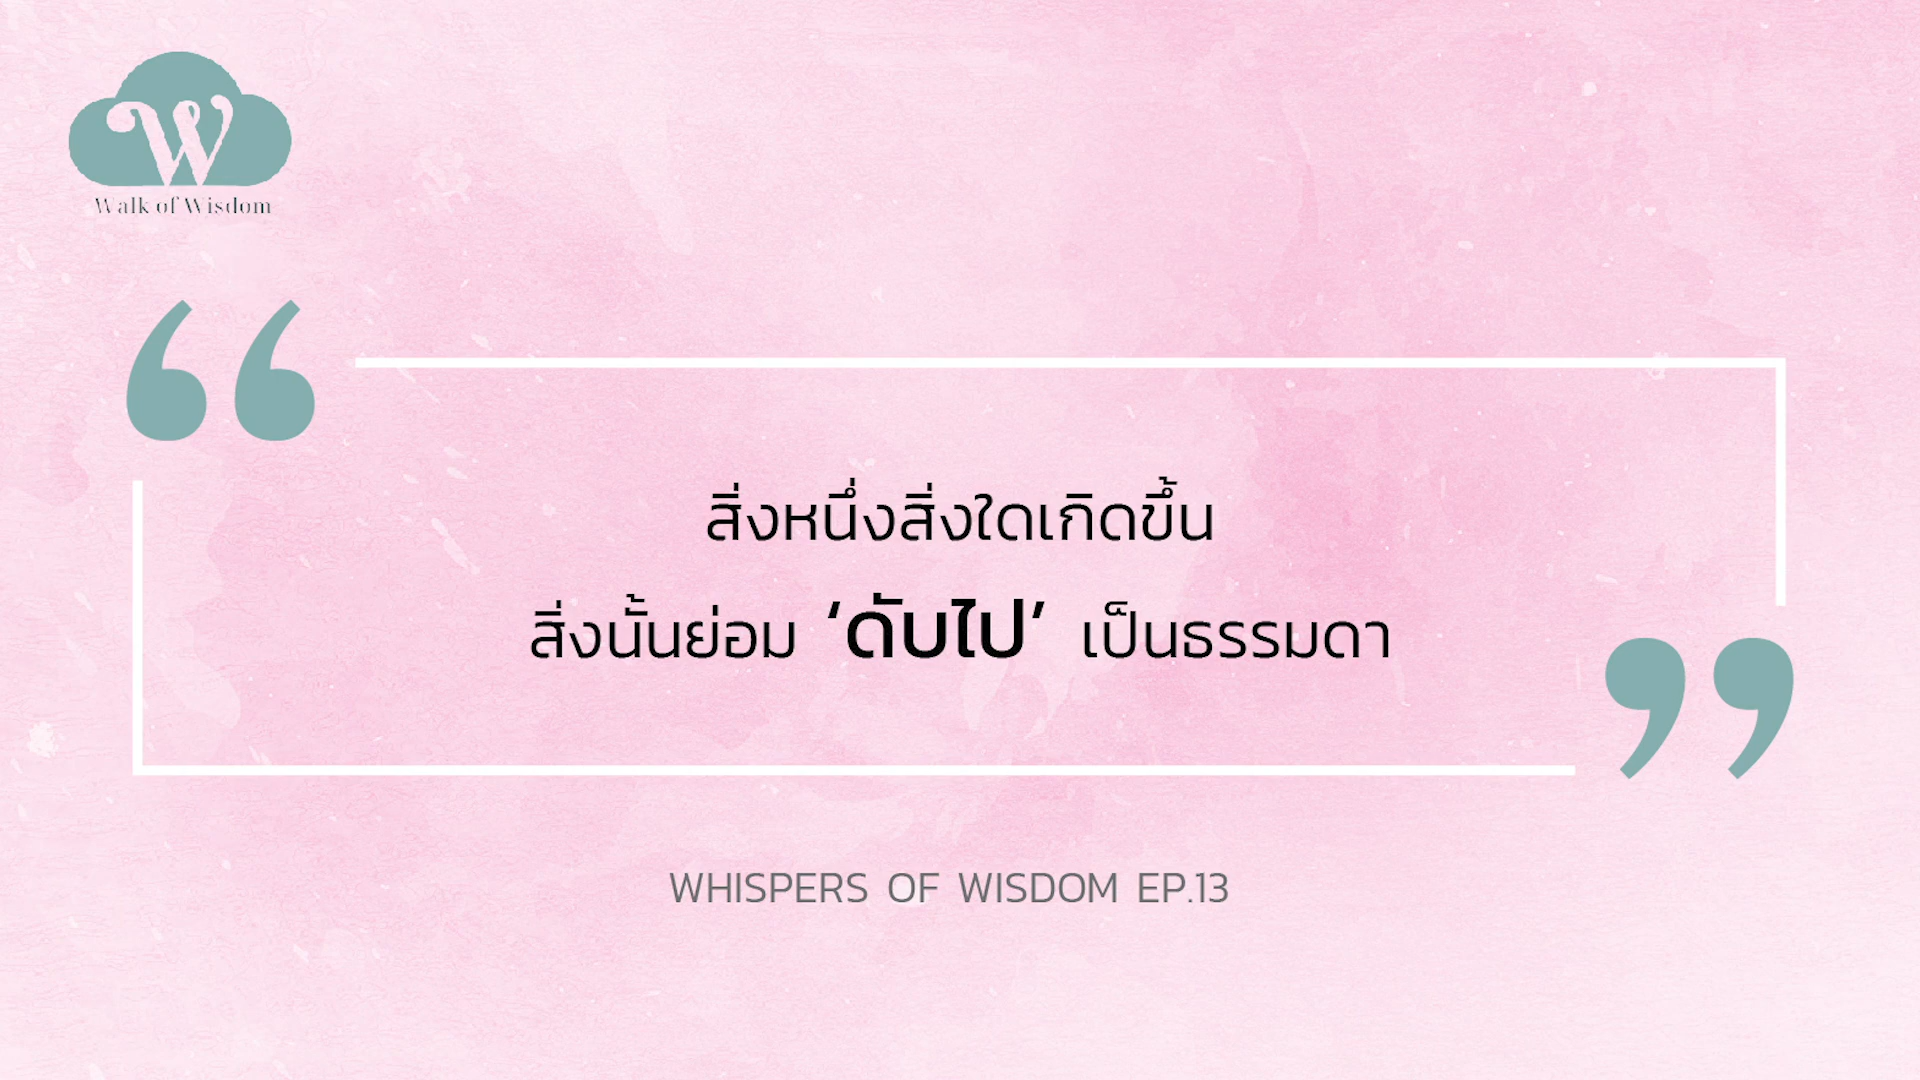 W
Walk of Wisdom
“
สิ่งหนึ่งสิ่งใดเกิดขึ้น
สิ่งนั้นย่อม ‘ดับไป’ เป็นธรรมดา
”
WHISPERS OF WISDOM EP.13